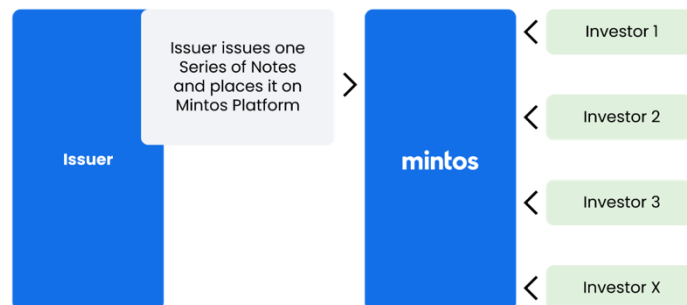 Issuer issues one
Series of Notes
and places it on
Mintos Platform
Issuer
mintos
Investor 1
Investor 2
Investor 3
Investor X